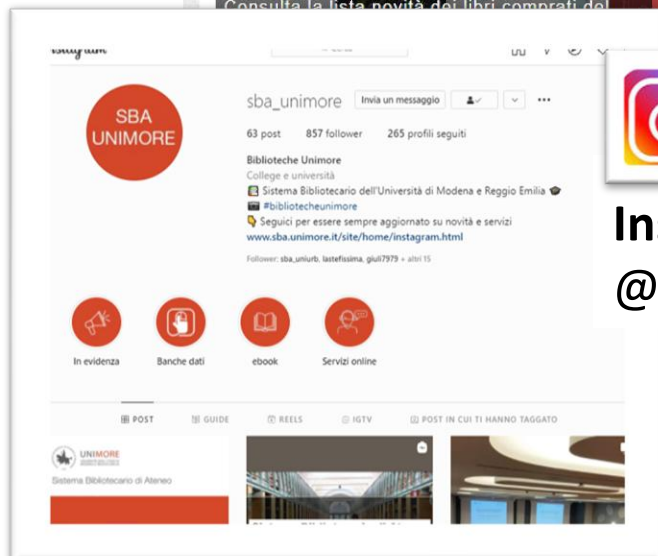 Consulta la lista novità dei libri comprati del
SBA
UNIMORE
sba_unimore Invia un messaggio
63 post 857 follower 265 profili seguiti
Biblioteche Unimore
College e università
Sistema Bibliotecario dell'Università di Modena e Reggio Emilia
#bibliotecheunimore
Seguici per essere sempre aggiornato su novità e servizi
www.sba.unimore.it/site/home/instagram.html
Follower: sba_uniurb, lastefissima, giuli7979 + altri 15
In evidenza Banche dati ebook Servizi online
POST GUIDE REELS IGTV POST IN CUI TI HANNO TAGGATO
UNIMORE
Sistema Bibliotecario di Ateneo
In
@